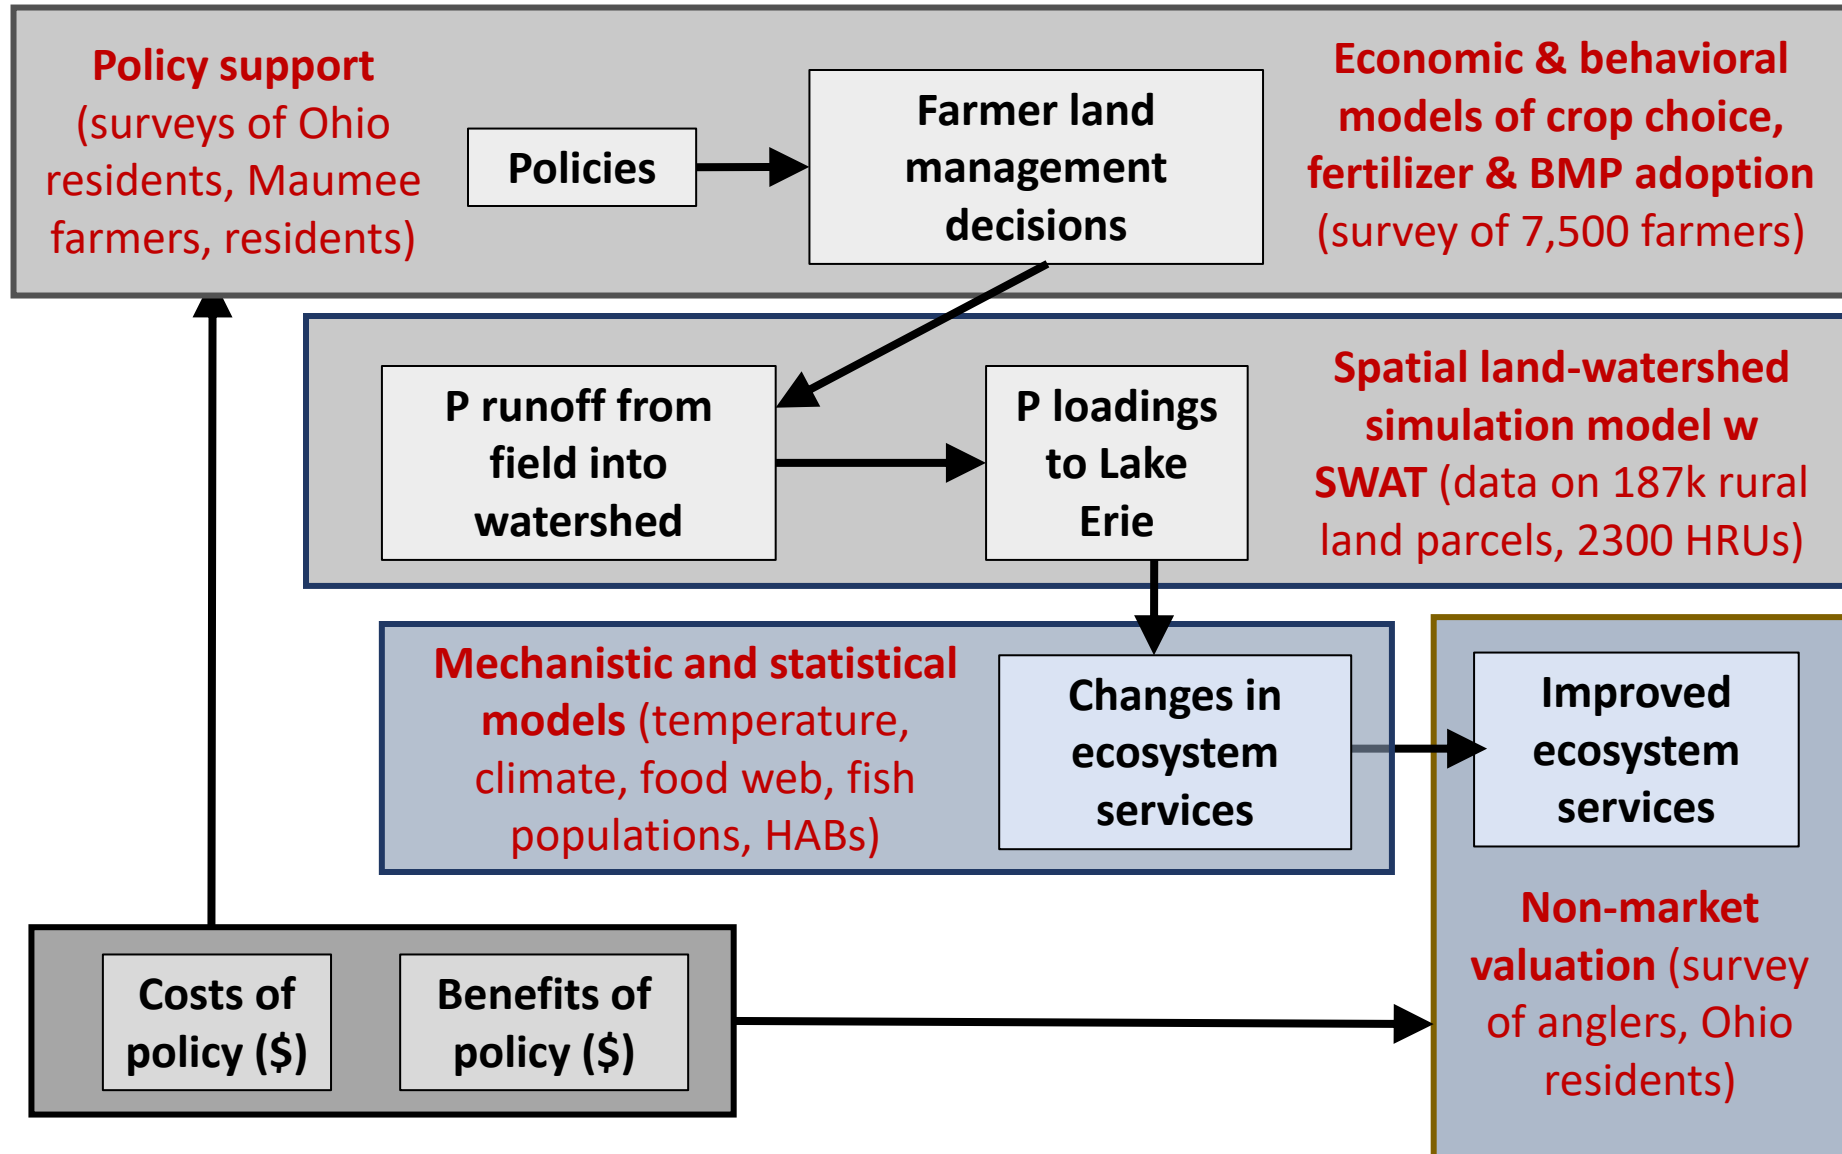 Policy support
(surveys of Ohio
residents, Maumee
farmers, residents)
Policies
Farmer land
management
decisions
Economic & behavioral
models of crop choice,
fertilizer & BMP adoption
(survey of 7,500 farmers)
P runoff from
field into
watershed
P loadings
to Lake
Erie
Spatial land-watershed
simulation model w
SWAT (data on 187k rural
land parcels, 2300 HRUs)
Mechanistic and statistical
models (temperature,
climate, food web, fish
populations, HABs)
Changes in
ecosystem
services
Improved
ecosystem
services
Non-market
valuation (survey
of anglers, Ohio
residents)
Costs of
policy ($)
Benefits of
policy ($)